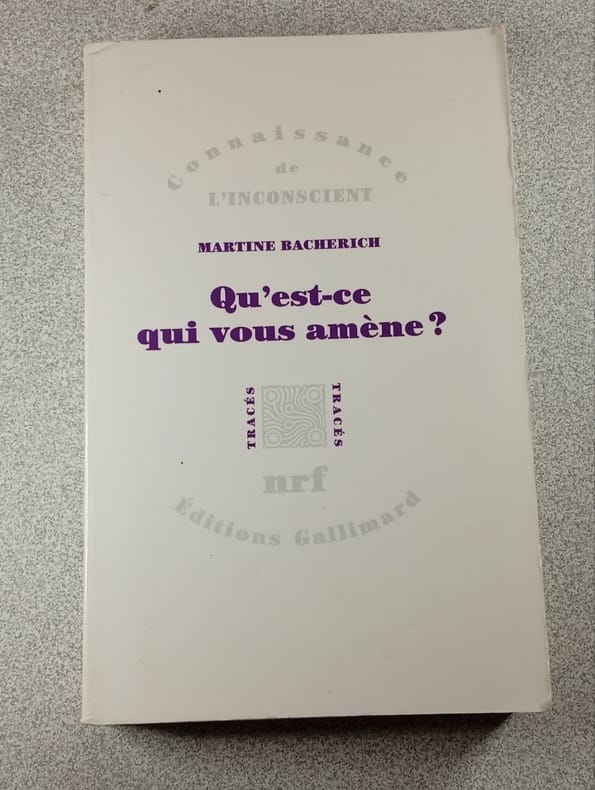 Connaissance
de
L'INCONSCIENT
MARTINE BACHERICH
Qu'est-ce
qui vous amène ?
TRACÉS
TRACÉS
nrf
Éditions Gallimard